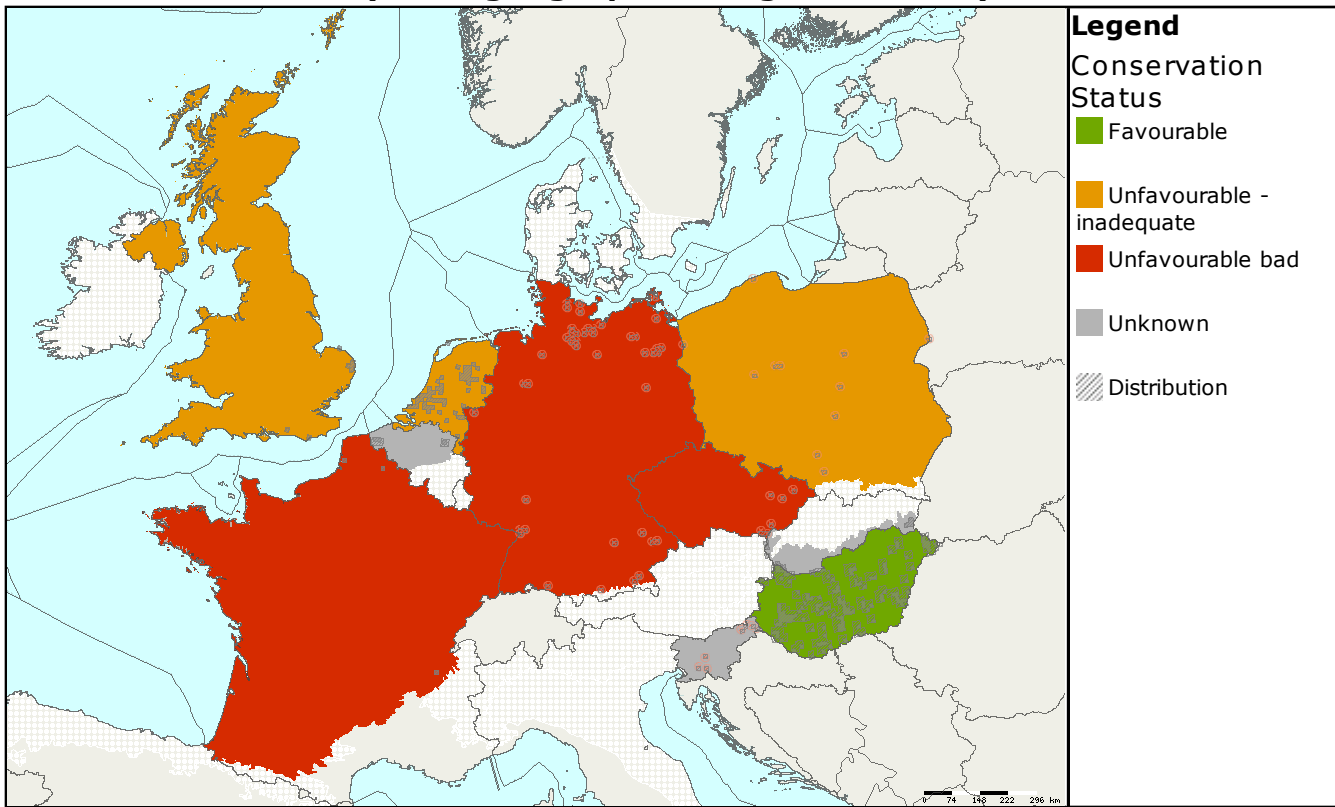 Legend
Conservation
Status
Favourable
Unfavourable -
inadequate
Unfavourable bad
Unknown
Distribution
0 74 148 222 296 km